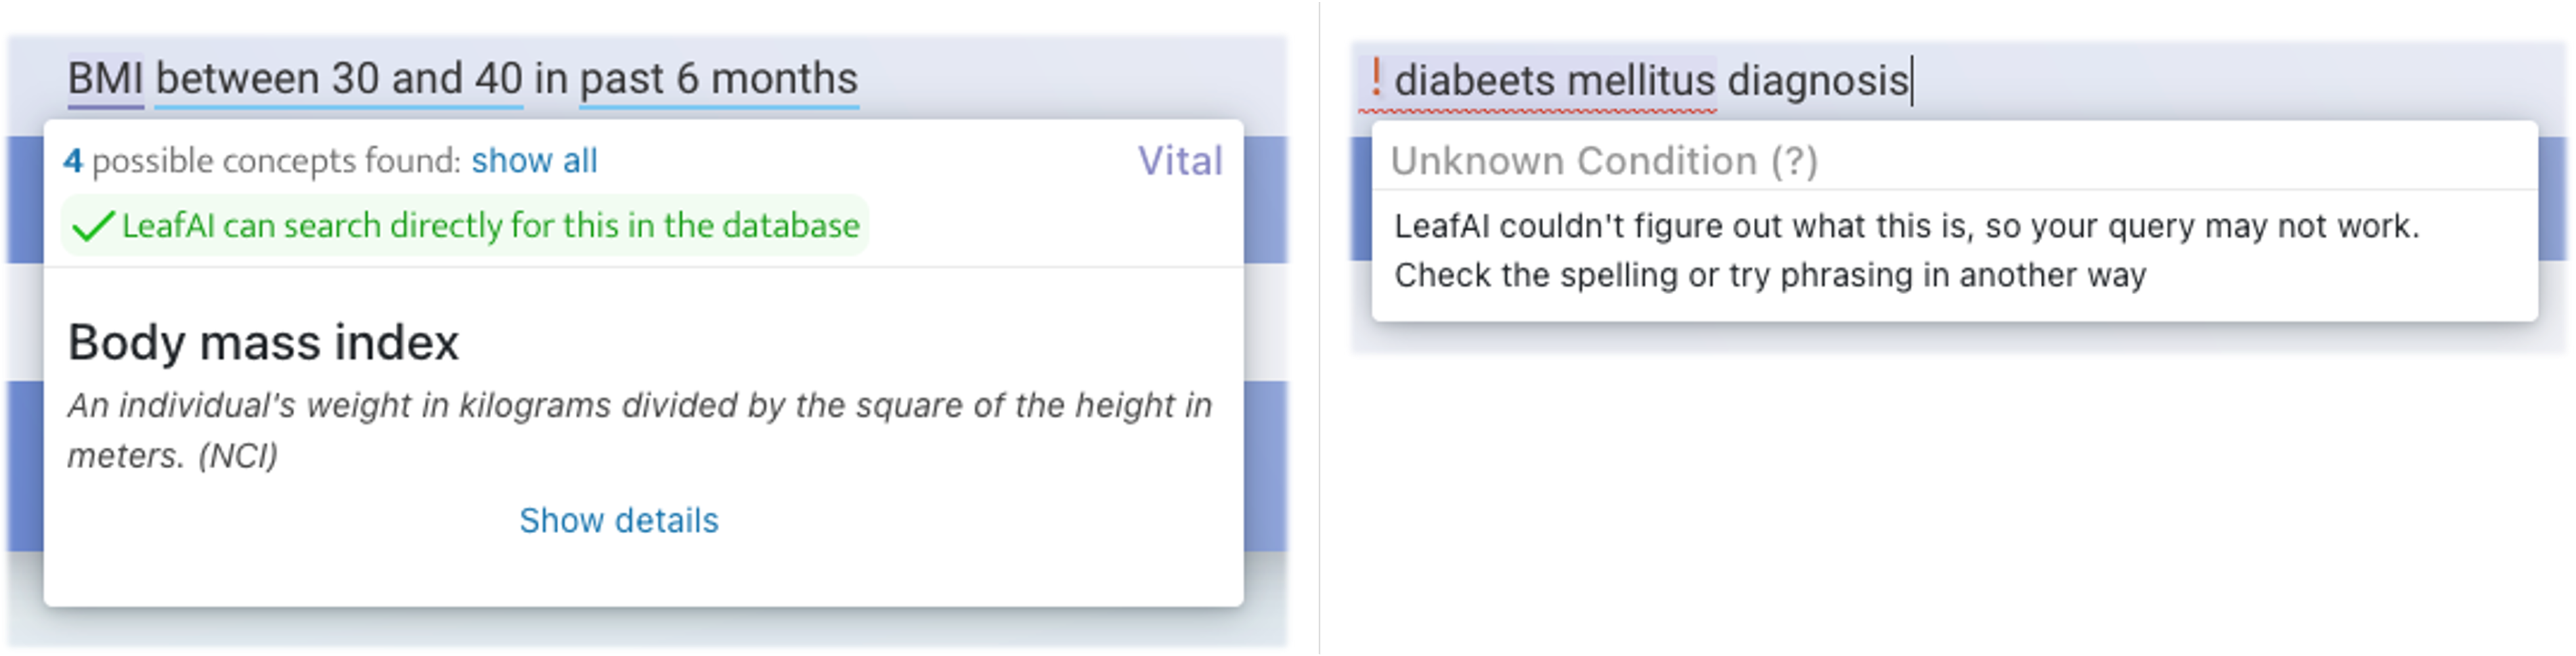 BMI between 30 and 40 in past 6 months
4 possible concepts found: show all
Vital
LeafAI can search directly for this in the database
Body mass index
An individual's weight in kilograms divided by the square of the height in
meters. (NCI)
Show details
! diabeets mellitus diagnosis
Unknown Condition (?)
LeafAI couldn't figure out what this is, so your query may not work.
Check the spelling or try phrasing in another way